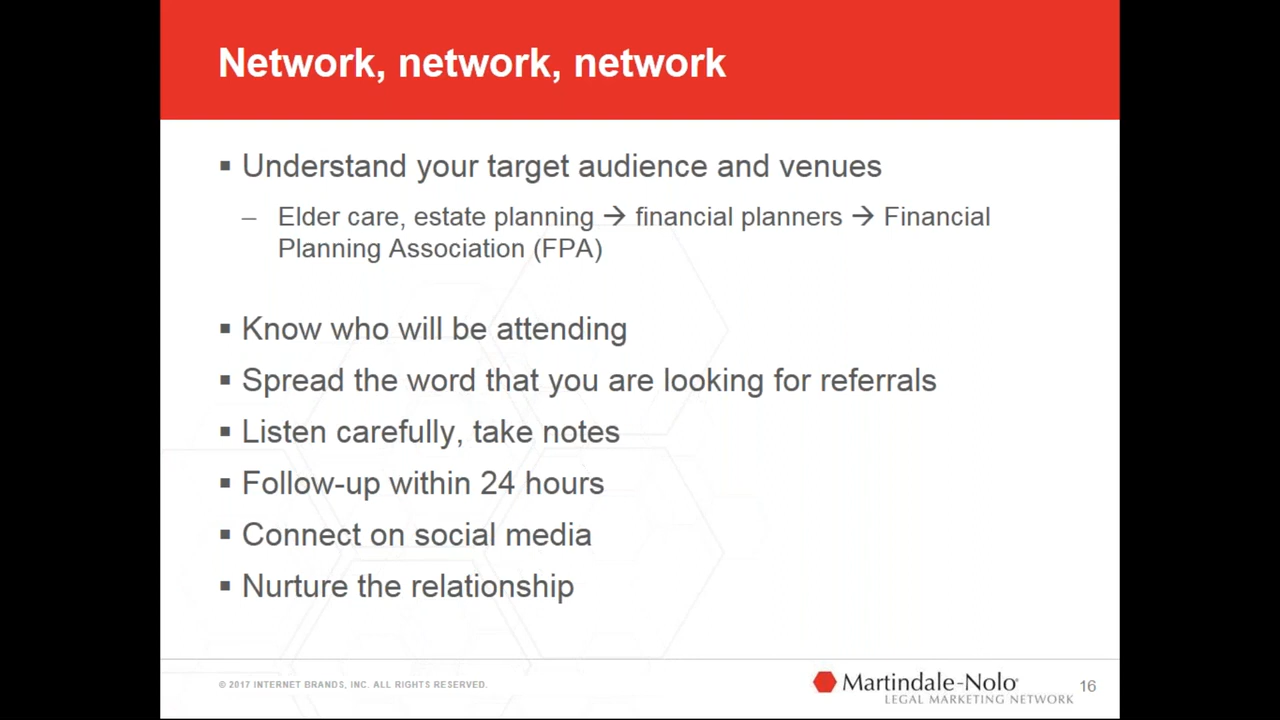 Network, network, network
▪ Understand your target audience and venues
– Elder care, estate planning → financial planners → Financial
Planning Association (FPA)
▪ Know who will be attending
▪ Spread the word that you are looking for referrals
▪ Listen carefully, take notes
▪ Follow-up within 24 hours
▪ Connect on social media
▪ Nurture the relationship
© 2017 INTERNET BRANDS, INC. ALL RIGHTS RESERVED.
Martindale-Nolo®
LEGAL MARKETING NETWORK
16